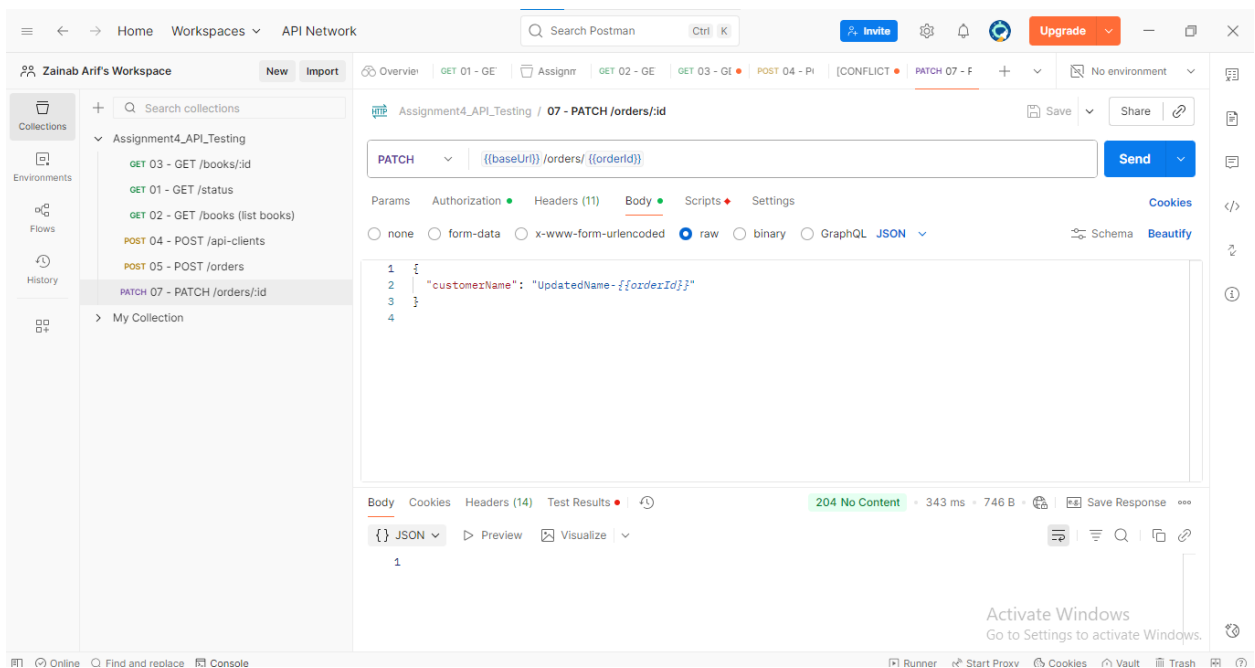 Home Workspaces API Network Search Postman Ctrl K Invite Upgrade
Zainab Arif's Workspace New Import Overvie GET 01 - GE Assignm GET 02 - GE GET 03 - GE POST 04 - P [CONFLICT PATCH 07 - F No environment
Collections
Environments
Flows
History
Search collections
Assignment4_API_Testing
GET 03 - GET /books/:id
GET 01 - GET /status
GET 02 - GET /books (list books)
POST 04 - POST /api-clients
POST 05 - POST /orders
PATCH 07 - PATCH /orders/:id
My Collection
HTTP Assignment4_API_Testing / 07 - PATCH /orders/:id Save Share
PATCH {{baseUrl}} /orders/ {{orderId}} Send
Params Authorization Headers (11) Body Scripts Settings Cookies
none form-data x-www-form-urlencoded raw binary GraphQL JSON Schema Beautify
1 {
2 "customerName": "UpdatedName-{{orderId}}"
3 }
4
Body Cookies Headers (14) Test Results 204 No Content 343 ms 746 B Save Response
{} JSON Preview Visualize
1
Activate Windows
Go to Settings to activate Windows.
Online Find and replace Console Runner Start Proxy Cookies Vault Trash